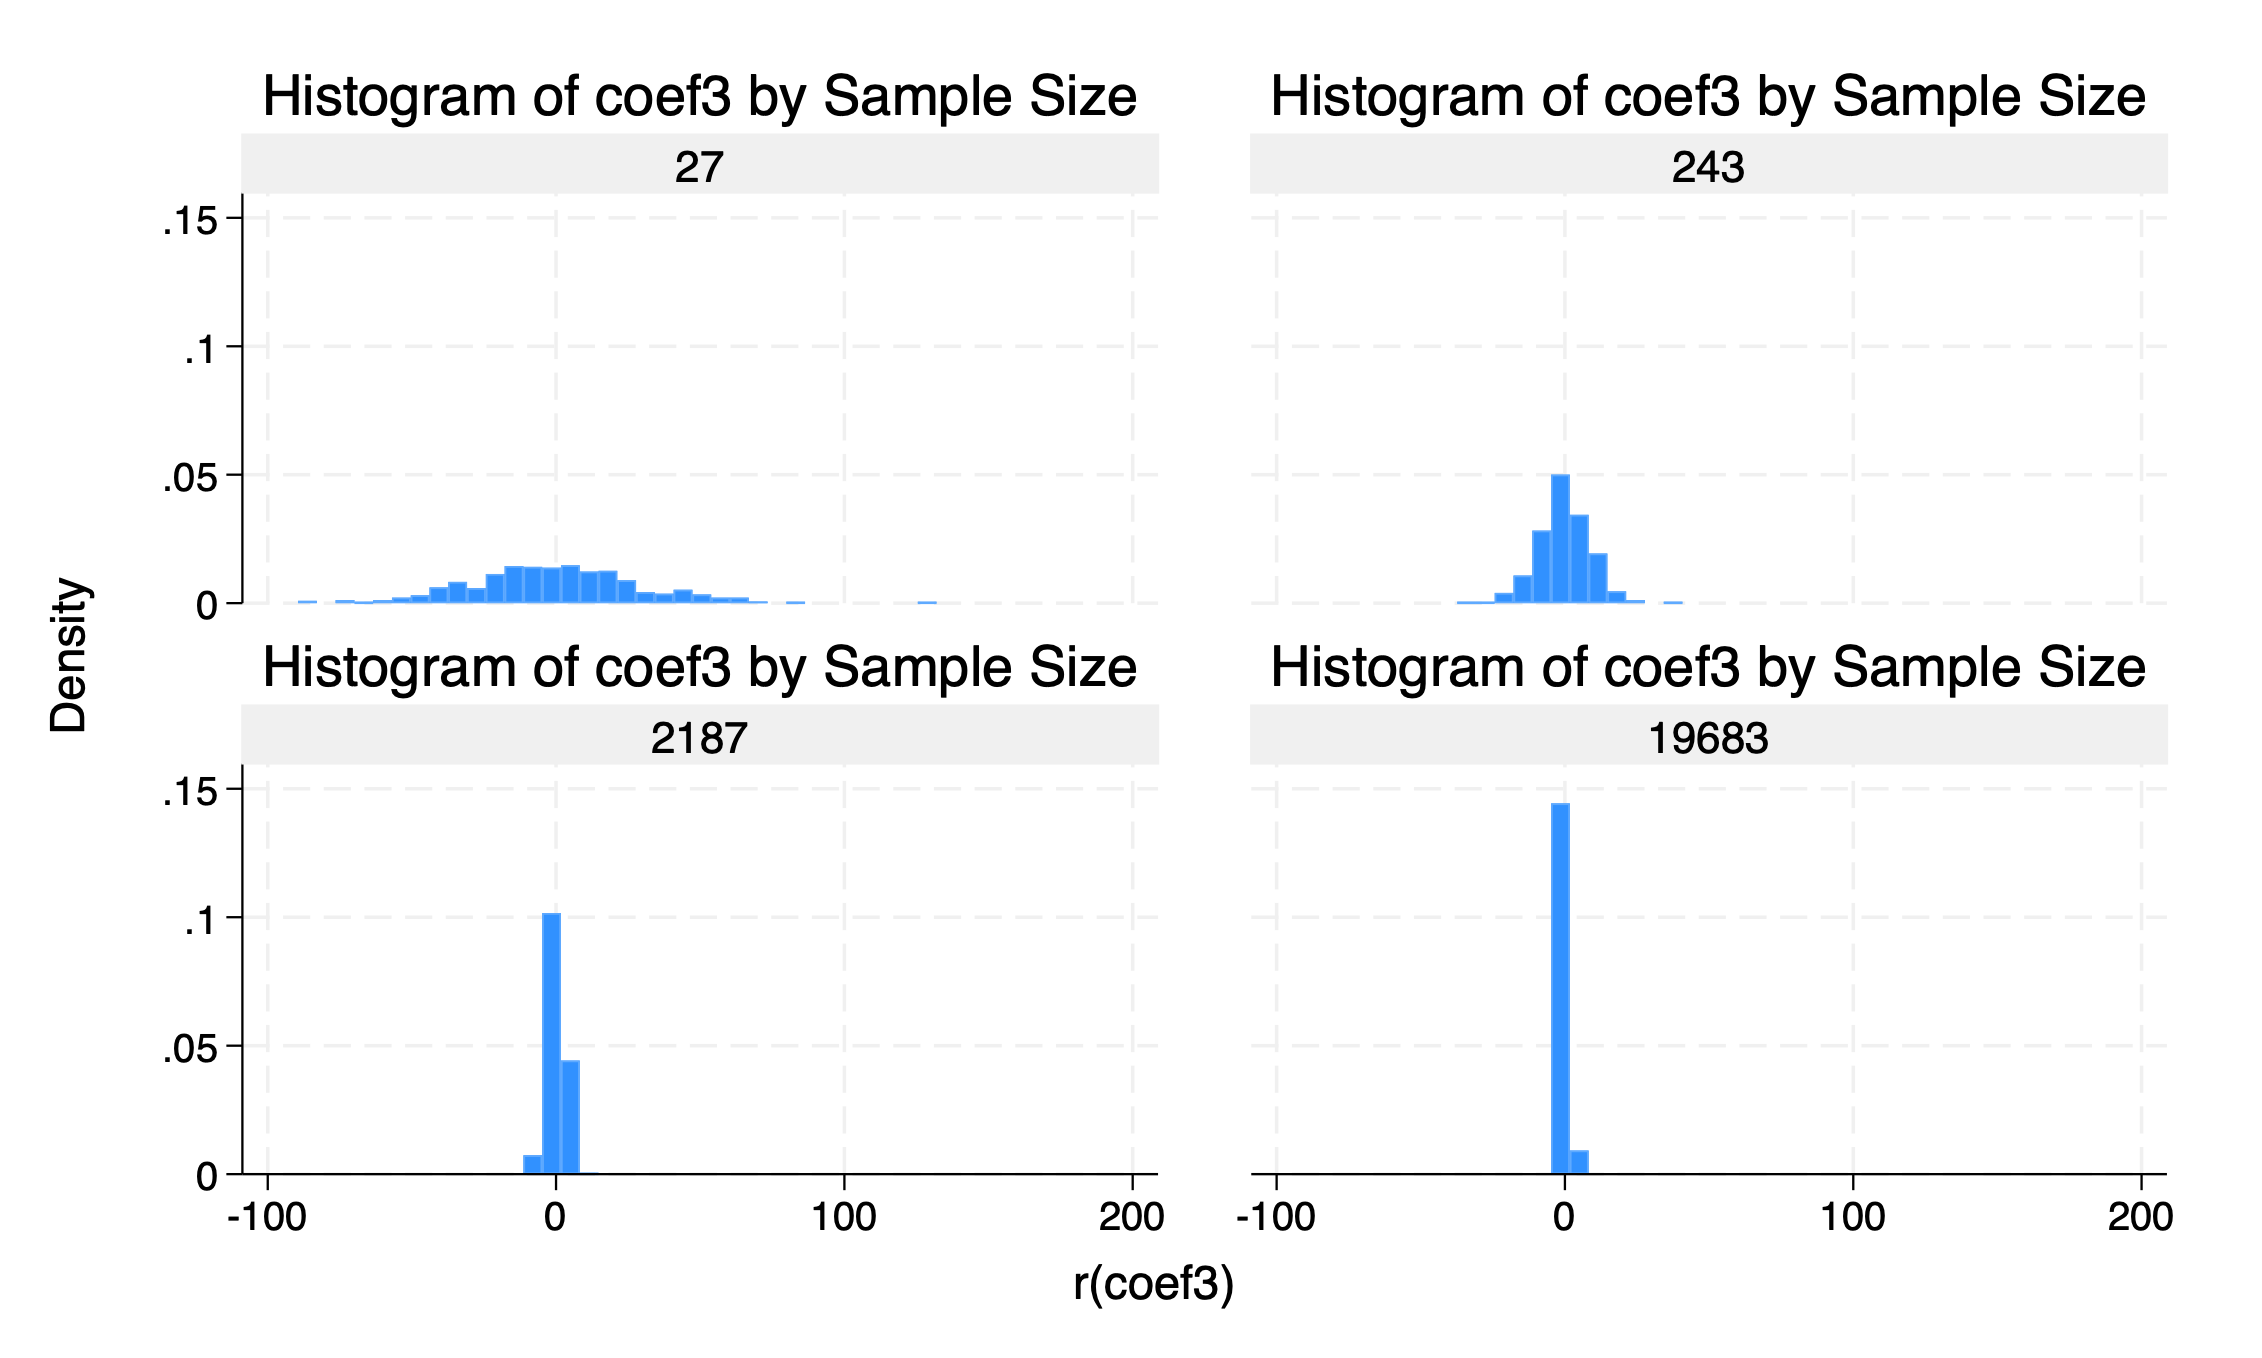 Histogram of coef3 by Sample Size
27
.15
.1
.05
0
Histogram of coef3 by Sample Size
243
Histogram of coef3 by Sample Size
2187
.15
.1
.05
0
-100 0 100 200
Histogram of coef3 by Sample Size
19683
-100 0 100 200
Density
r(coef3)